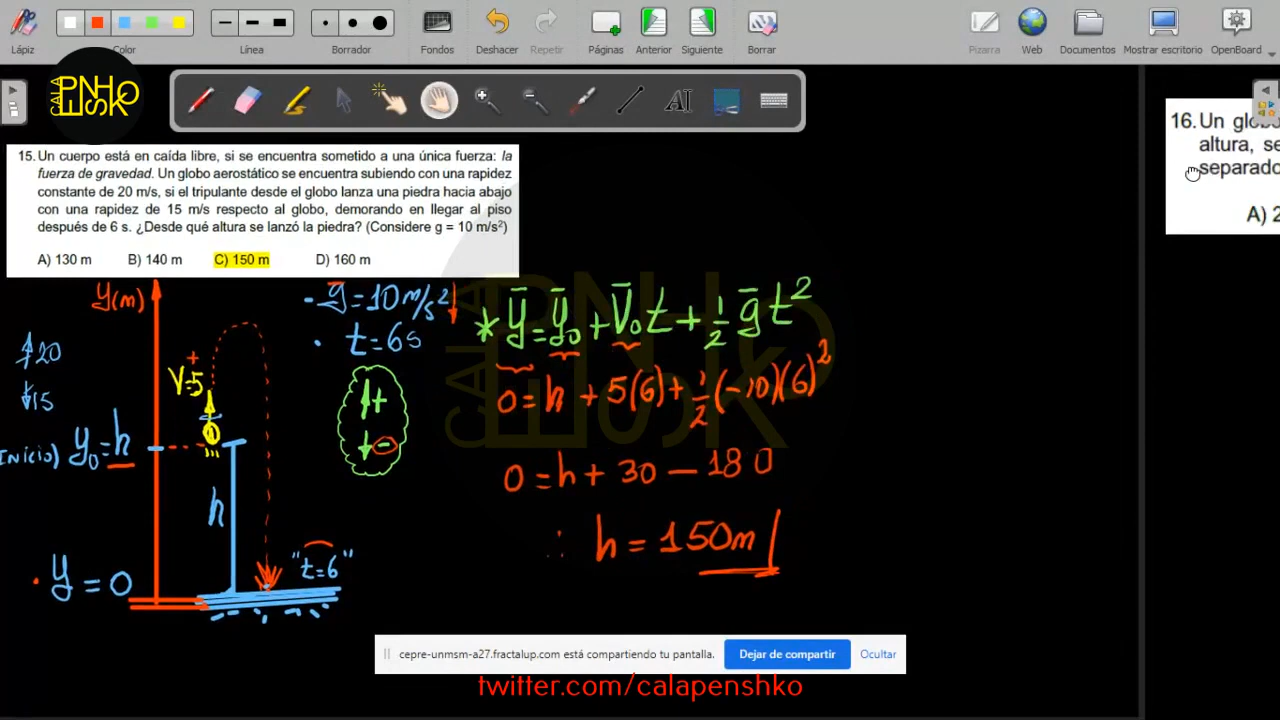 Lápiz
Color
Línea
Borrador
Fondos
Deshacer
Repetir
Páginas
Anterior
Siguiente
Borrar
Pizarra
Web
Documentos
Mostrar escritorio
OpenBoard
CALA
PENSHKO
15. Un cuerpo está en caída libre, si se encuentra sometido a una única fuerza: la
fuerza de gravedad. Un globo aerostático se encuentra subiendo con una rapidez
constante de 20 m/s, si el tripulante desde el globo lanza una piedra hacia abajo
con una rapidez de 15 m/s respecto al globo, demorando en llegar al piso
después de 6 s. ¿Desde qué altura se lanzó la piedra? (Considere g = 10 m/s²)
A) 130 m B) 140 m C) 150 m D) 160 m
16. Un globo
altura, se
separado
A) 2
y(m)
• g̅=10m/s² ↓
• t=6s
↑20
↓15
+
V=5
↑+
↓-
Inicio) y₀=h
h
• y=0
"t=6"
* y̅=y̅₀+V̅₀t+½g̅t²
0=h+5(6)+½(-10)(6)²
0=h+30-180
∴ h=150m
cepre-unmsm-a27.fractalup.com está compartiendo tu pantalla.
Dejar de compartir
Ocultar
twitter.com/calapenshko